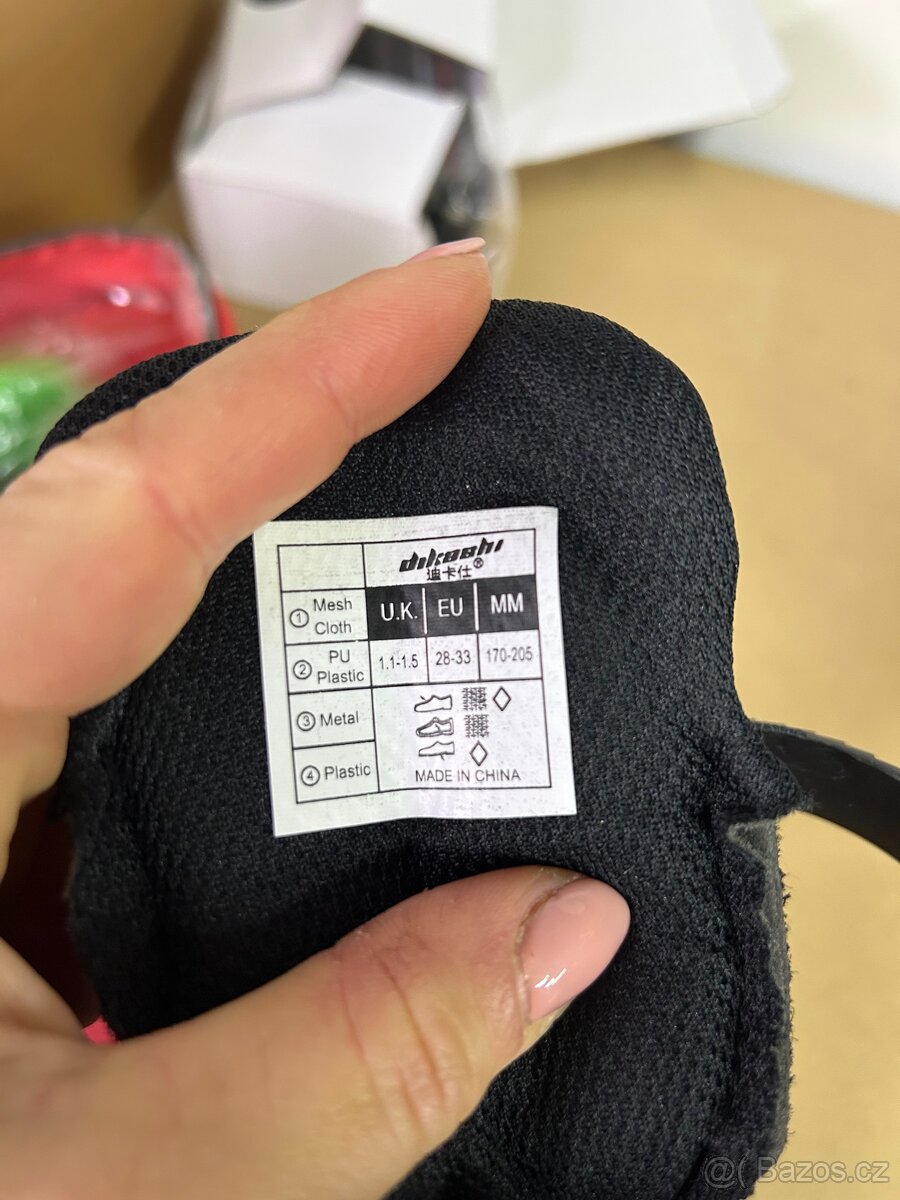 dikashi
迪卡仕®
① Mesh Cloth U.K. EU MM
② PU Plastic 1.1-1.5 28-33 170-205
③ Metal
④ Plastic
MADE IN CHINA
@( Bazos.cz